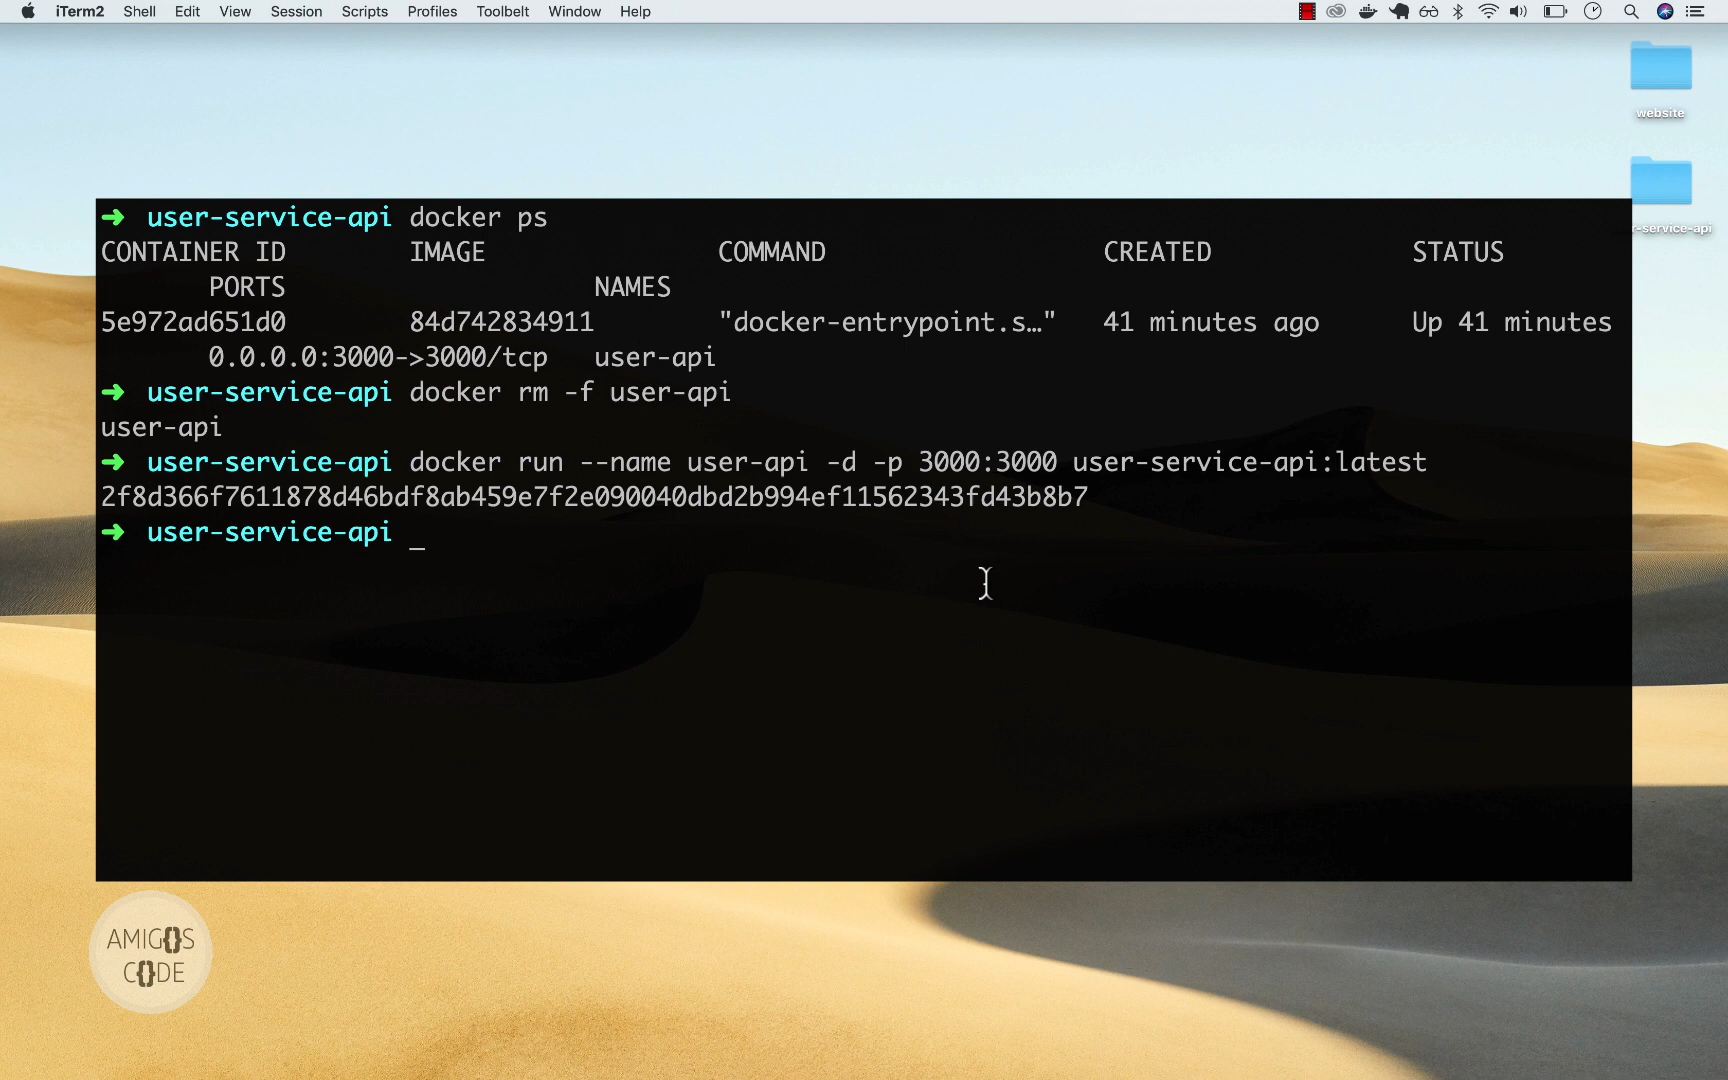 iTerm2 Shell Edit View Session Scripts Profiles Toolbelt Window Help
website
r-service-api
➜ user-service-api docker ps
CONTAINER ID IMAGE COMMAND CREATED STATUS
PORTS NAMES
5e972ad651d0 84d742834911 "docker-entrypoint.s…" 41 minutes ago Up 41 minutes
0.0.0.0:3000->3000/tcp user-api
➜ user-service-api docker rm -f user-api
user-api
➜ user-service-api docker run --name user-api -d -p 3000:3000 user-service-api:latest
2f8d366f7611878d46bdf8ab459e7f2e090040dbd2b994ef11562343fd43b8b7
➜ user-service-api _
AMIG{}S
C{}DE